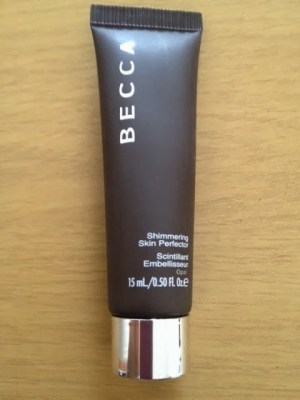 BECCA
Shimmering
Skin Perfector
Scintillant
Embellisseur
Opal
15 mL./0.50 Fl. Oz.℮